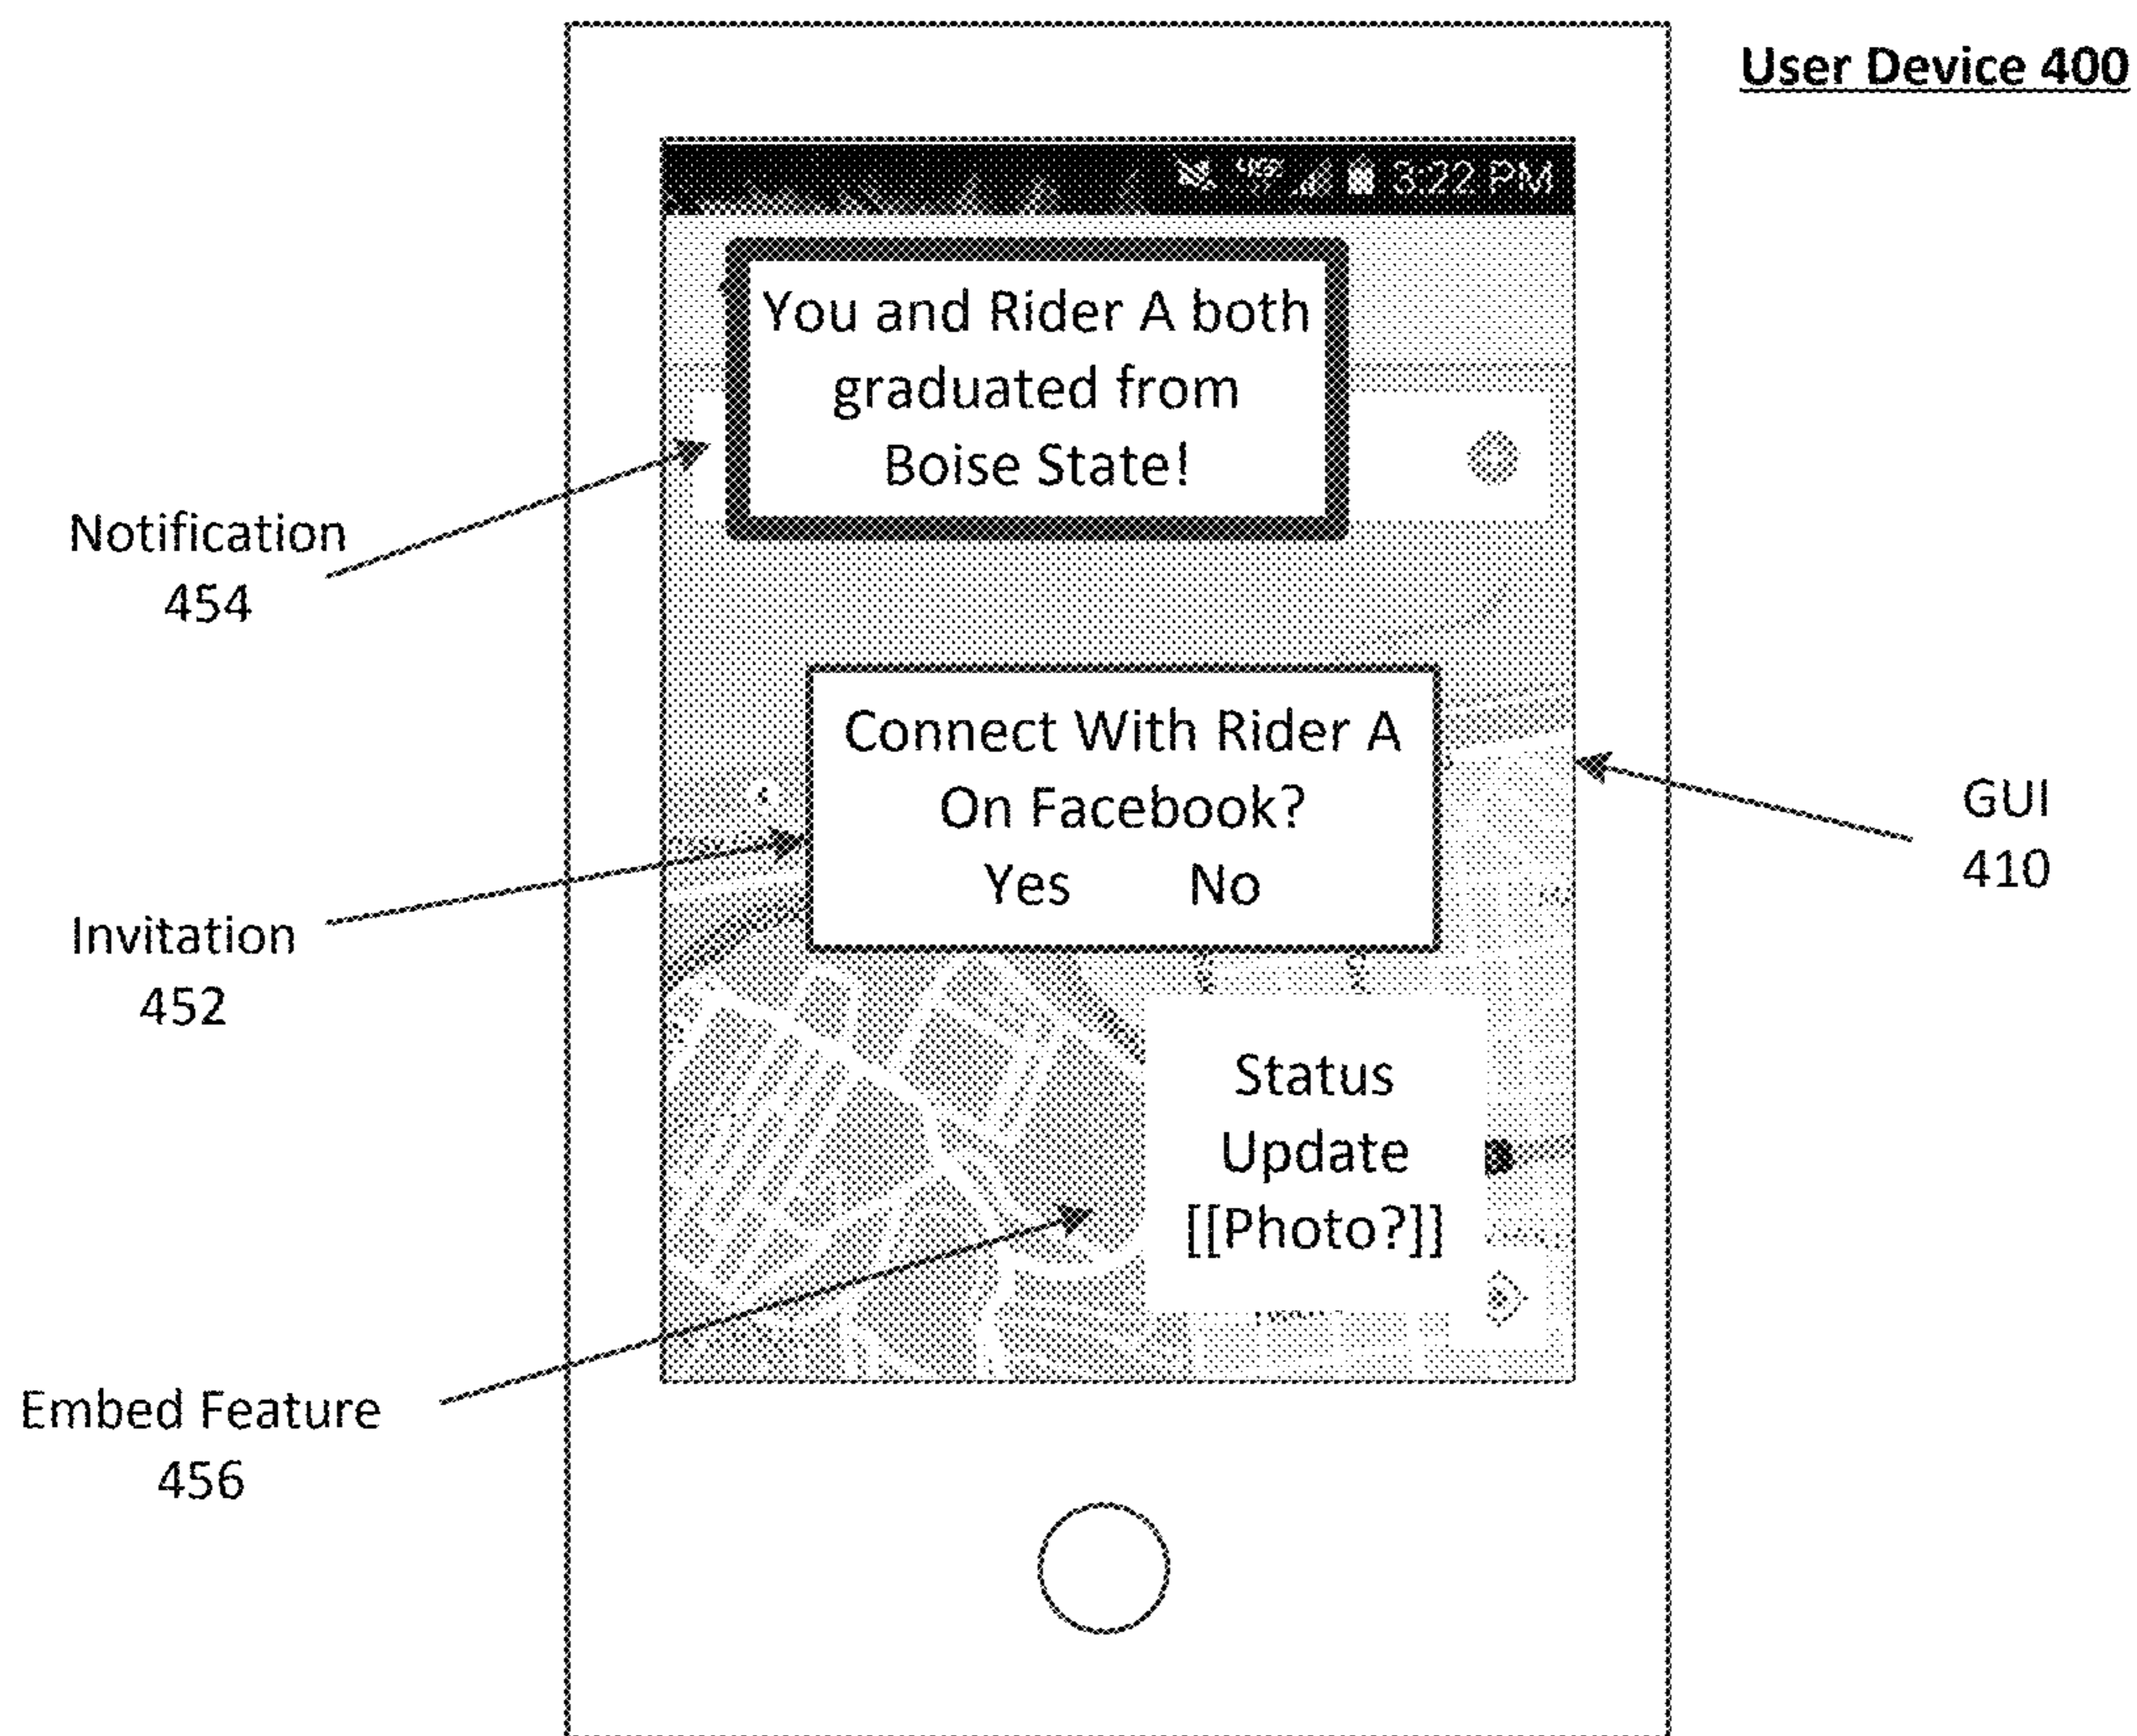 User Device 400
3:22 PM
You and Rider A both
graduated from
Boise State!
Notification
454
Connect With Rider A
On Facebook?
Yes No
GUI
410
Invitation
452
Status
Update
[[Photo?]]
Embed Feature
456